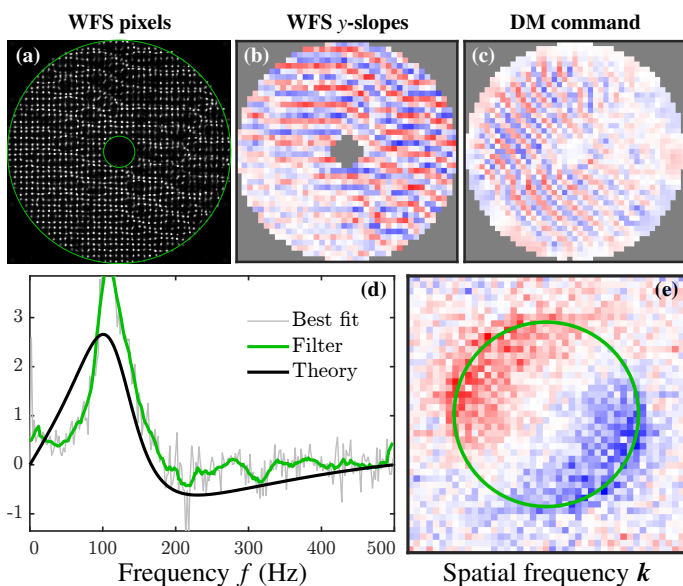 WFS pixels
WFS y-slopes
DM command
(a)
(b)
(c)
(d)
3
2
1
0
-1
Best fit
Filter
Theory
0
100
200
300
400
500
Frequency f (Hz)
(e)
Spatial frequency k